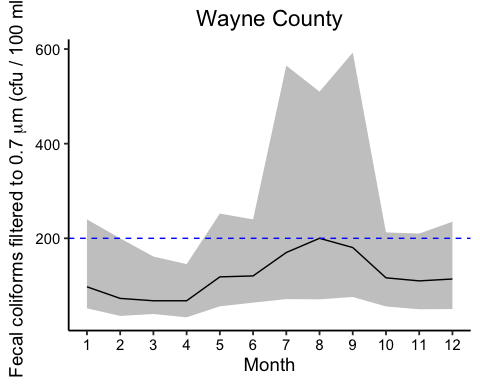 Wayne County
Fecal coliforms filtered to 0.7 µm (cfu / 100 ml
600
400
200
1 2 3 4 5 6 7 8 9 10 11 12
Month